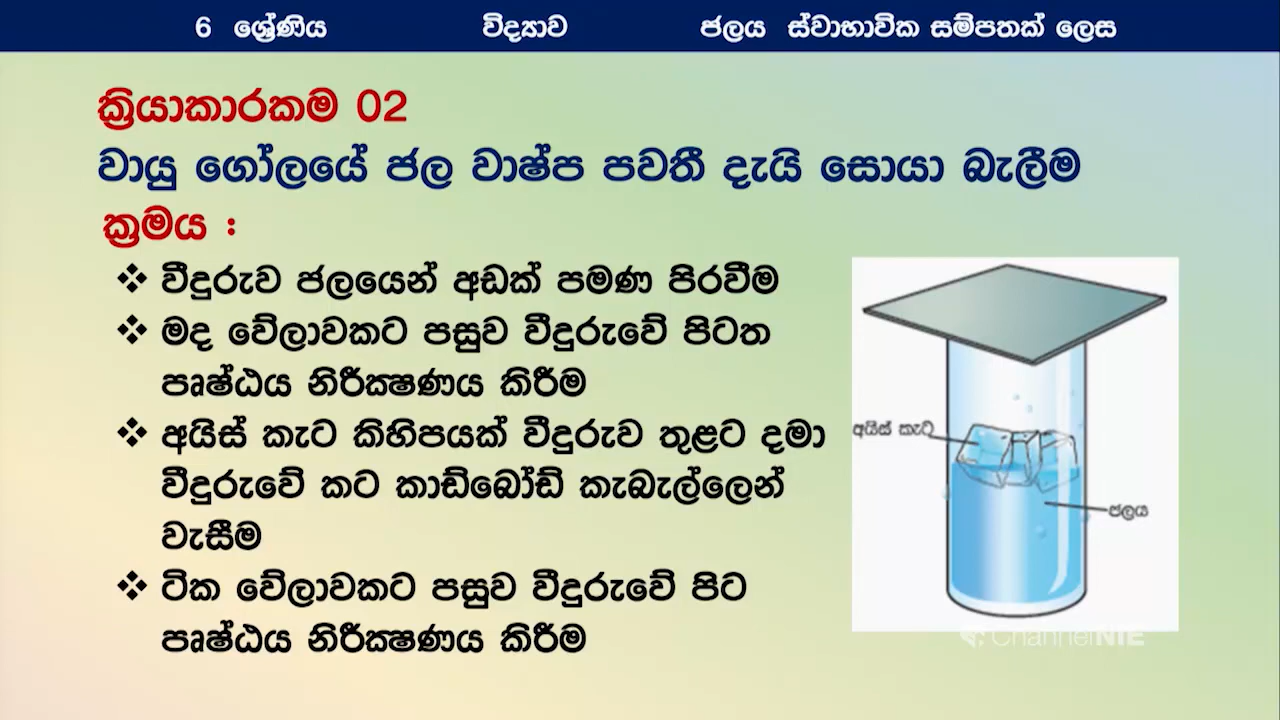 6 ශ්‍රේණිය විද්‍යාව ජලය ස්වාභාවික සම්පතක් ලෙස
ක්‍රියාකාරකම 02
වායු ගෝලයේ ජල වාෂ්ප පවතී දැයි සොයා බැලීම
ක්‍රමය :
❖ වීදුරුව ජලයෙන් අඩක් පමණ පිරවීම
❖ මද වේලාවකට පසුව වීදුරුවේ පිටත
පෘෂ්ඨය නිරීක්‍ෂණය කිරීම
❖ අයිස් කැට කිහිපයක් වීදුරුව තුළට දමා
වීදුරුවේ කට කාඩ්බෝඩ් කැබැල්ලෙන්
වැසීම
❖ ටික වේලාවකට පසුව වීදුරුවේ පිට
පෘෂ්ඨය නිරීක්‍ෂණය කිරීම
අයිස් කැට
ජලය
ChannelNIE